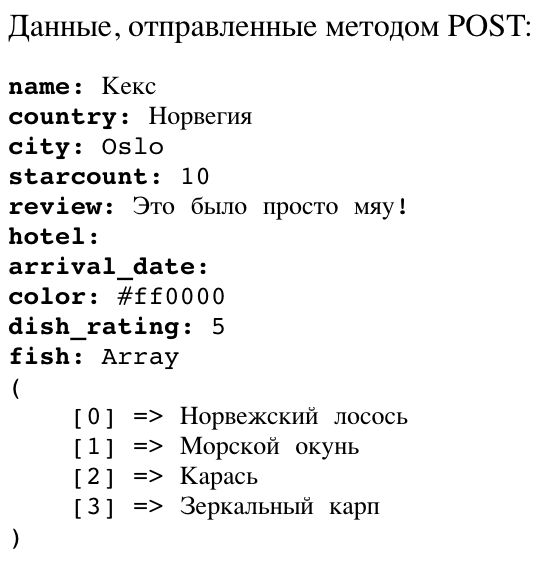 Данные, отправленные методом POST:
name: Кекс
country: Норвегия
city: Oslo
starcount: 10
review: Это было просто мяу!
hotel:
arrival_date:
color: #ff0000
dish_rating: 5
fish: Array
(
[0] => Норвежский лосось
[1] => Морской окунь
[2] => Карась
[3] => Зеркальный карп
)